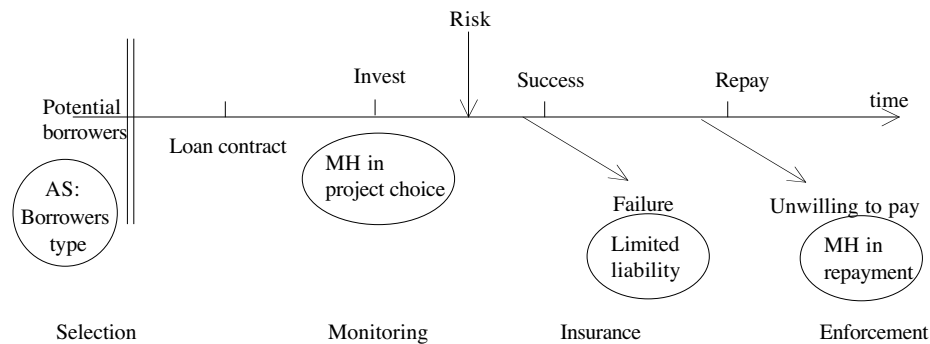 Risk
Invest
Success
Repay
time
Potential
borrowers
Loan contract
MH in
project choice
AS:
Borrowers
type
Failure
Limited
liability
Unwilling to pay
MH in
repayment
Selection
Monitoring
Insurance
Enforcement